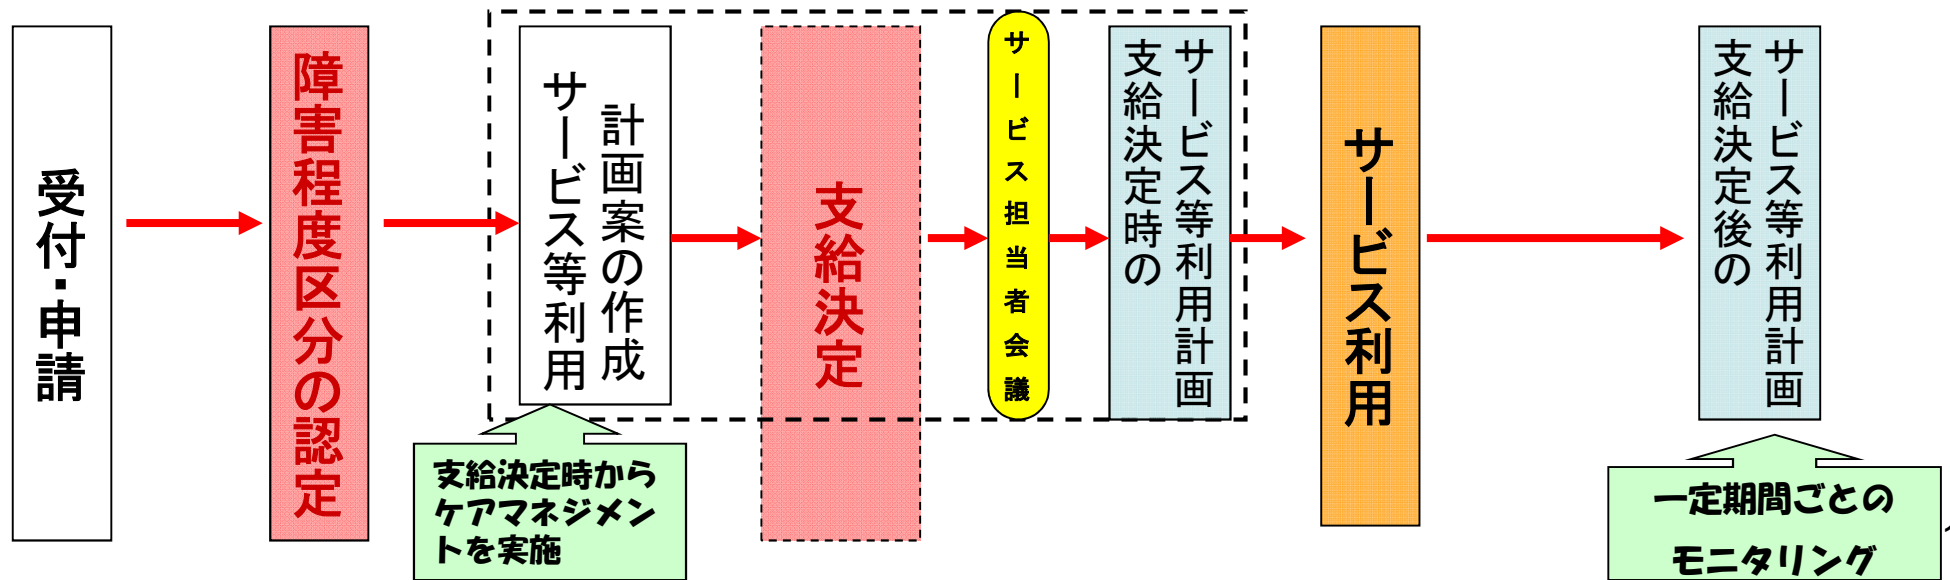 受付・申請
障害程度区分の認定
サービス等利用
計画案の作成
支給決定
サービス担当者会議
サービス等利用計画
支給決定時の
サービス利用
サービス等利用計画
支給決定後の
支給決定時から
ケアマネジメン
トを実施
一定期間ごとの
モニタリング